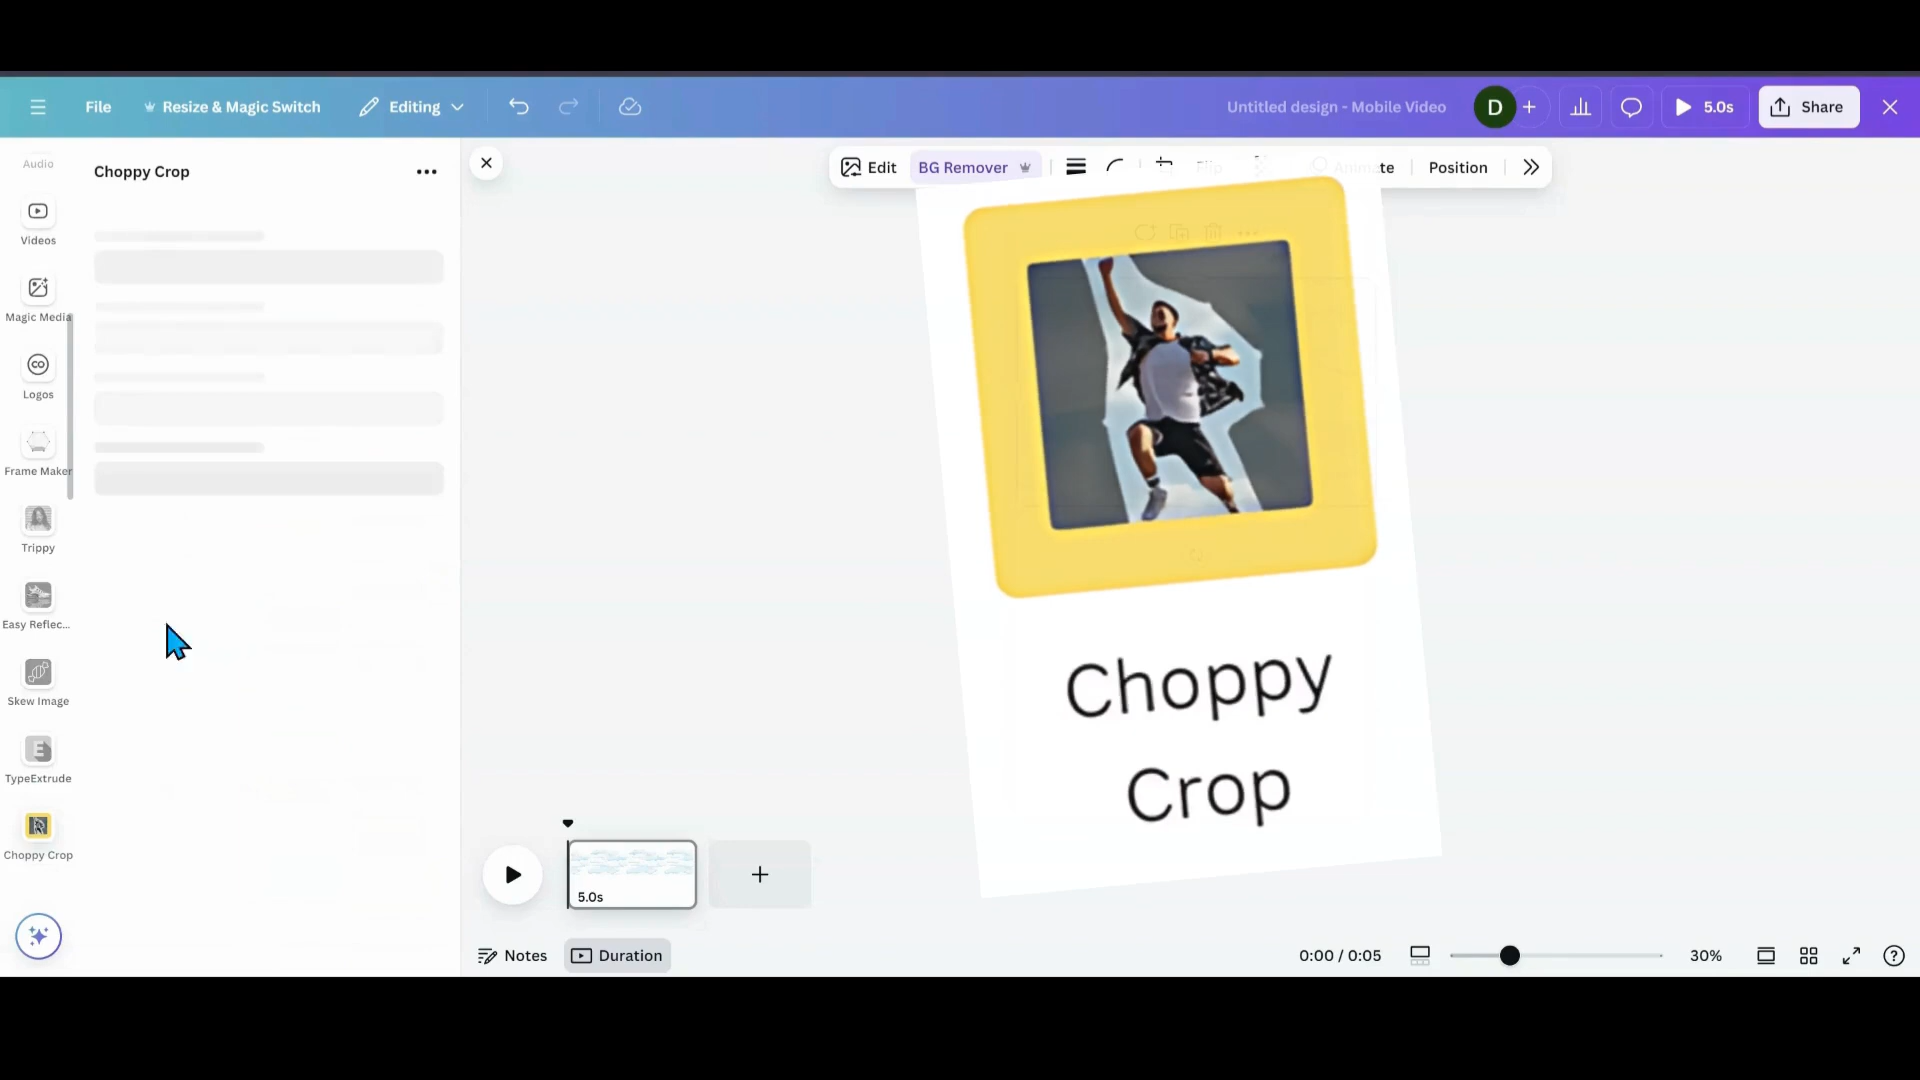 File
Resize & Magic Switch
Editing
Untitled design - Mobile Video
D
5.0s
Share
Audio
Choppy Crop
Edit
BG Remover
Flip
Animate
Position
Videos
Magic Media
Logos
Frame Maker
Trippy
Easy Reflec...
Skew Image
TypeExtrude
Choppy Crop
Choppy
Crop
5.0s
Notes
Duration
0:00 / 0:05
30%